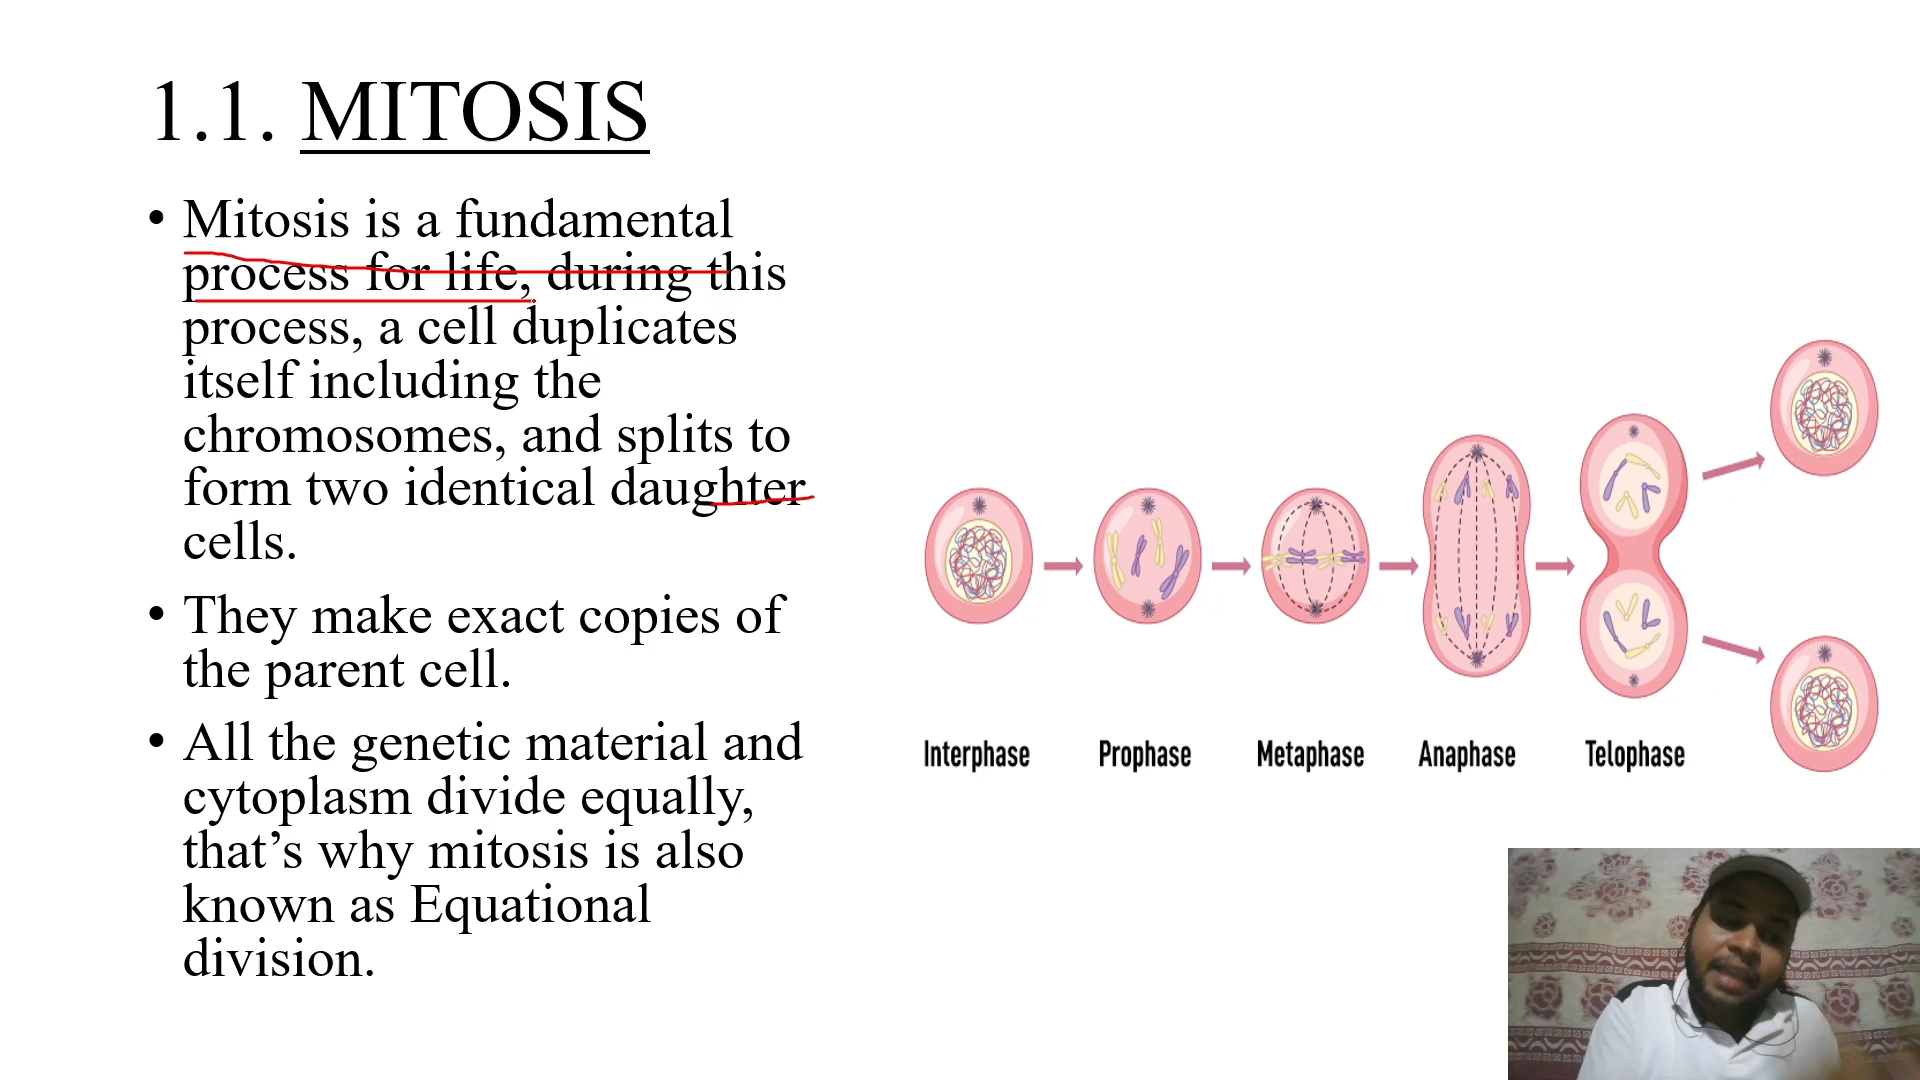 1.1. MITOSIS
• Mitosis is a fundamental
process for life, during this
process, a cell duplicates
itself including the
chromosomes, and splits to
form two identical daughter
cells.
• They make exact copies of
the parent cell.
• All the genetic material and
cytoplasm divide equally,
that’s why mitosis is also
known as Equational
division.
Interphase
Prophase
Metaphase
Anaphase
Telophase